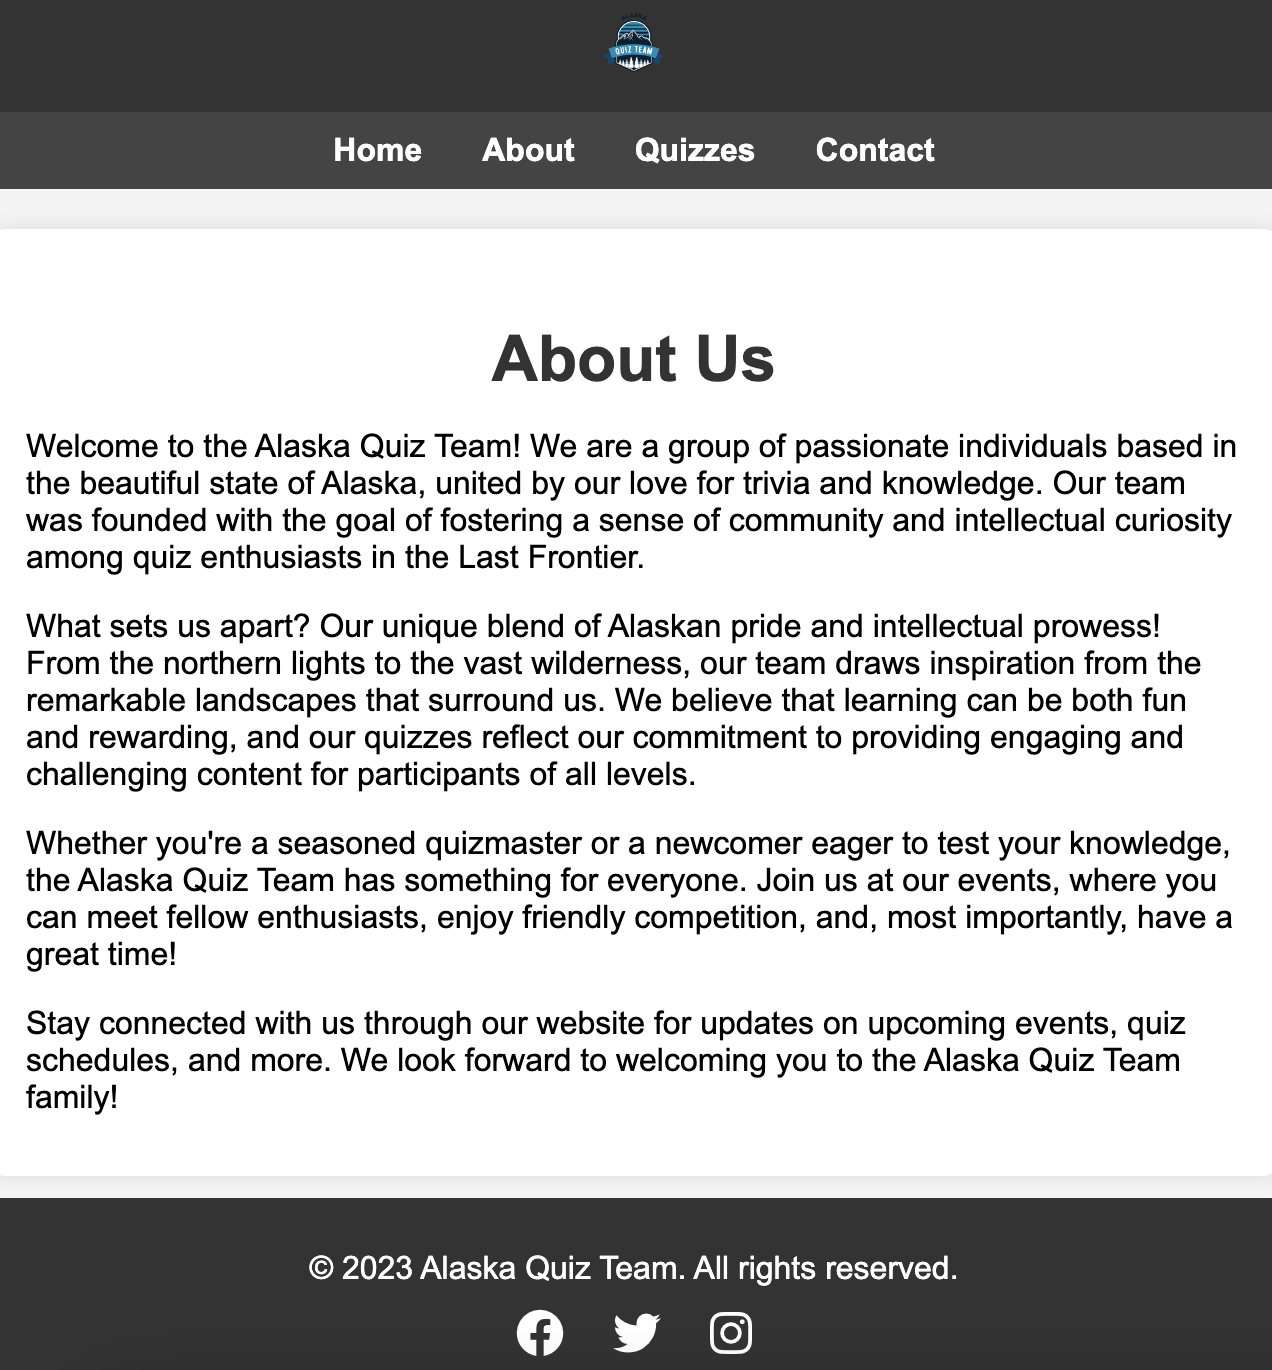 ALASKA
QUIZ TEAM
Home About Quizzes Contact
About Us
Welcome to the Alaska Quiz Team! We are a group of passionate individuals based in
the beautiful state of Alaska, united by our love for trivia and knowledge. Our team
was founded with the goal of fostering a sense of community and intellectual curiosity
among quiz enthusiasts in the Last Frontier.
What sets us apart? Our unique blend of Alaskan pride and intellectual prowess!
From the northern lights to the vast wilderness, our team draws inspiration from the
remarkable landscapes that surround us. We believe that learning can be both fun
and rewarding, and our quizzes reflect our commitment to providing engaging and
challenging content for participants of all levels.
Whether you're a seasoned quizmaster or a newcomer eager to test your knowledge,
the Alaska Quiz Team has something for everyone. Join us at our events, where you
can meet fellow enthusiasts, enjoy friendly competition, and, most importantly, have a
great time!
Stay connected with us through our website for updates on upcoming events, quiz
schedules, and more. We look forward to welcoming you to the Alaska Quiz Team
family!
© 2023 Alaska Quiz Team. All rights reserved.